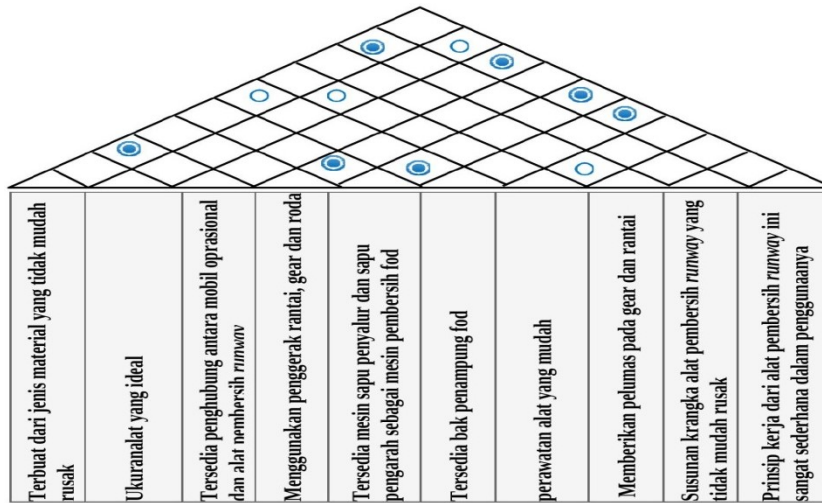 Terbuat dari jenis material yang tidak mudah
rusak
Ukuranalat yang ideal
Tersedia penghubung antara mobil oprasional
dan alat pembersih runway
Menggunakan penggerak rantai, gear dan roda
Tersedia mesin sapu penyalur dan sapu
pengarah sebagai mesin pembersih fod
Tersedia bak penampung fod
perawatan alat yang mudah
Memberikan pelumas pada gear dan rantai
Susunan krangka alat pembersih runway yang
tidak mudah rusak
Prinsip kerja dari alat pembersih runway ini
sangat sederhana dalam penggunaanya